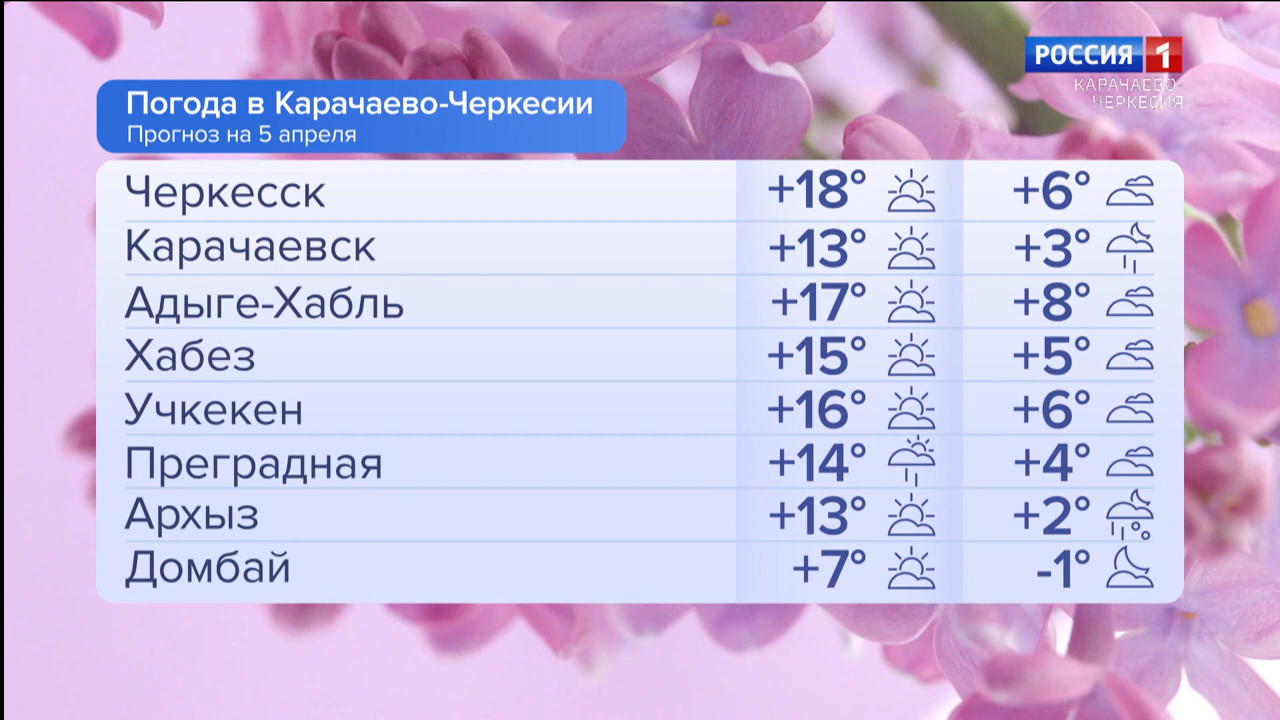 РОССИЯ 1
КАРАЧАЕВО-
ЧЕРКЕСИЯ
Погода в Карачаево-Черкесии
Прогноз на 5 апреля
Черкесск +18° +6°
Карачаевск +13° +3°
Адыге-Хабль +17° +8°
Хабез +15° +5°
Учкекен +16° +6°
Преградная +14° +4°
Архыз +13° +2°
Домбай +7° -1°